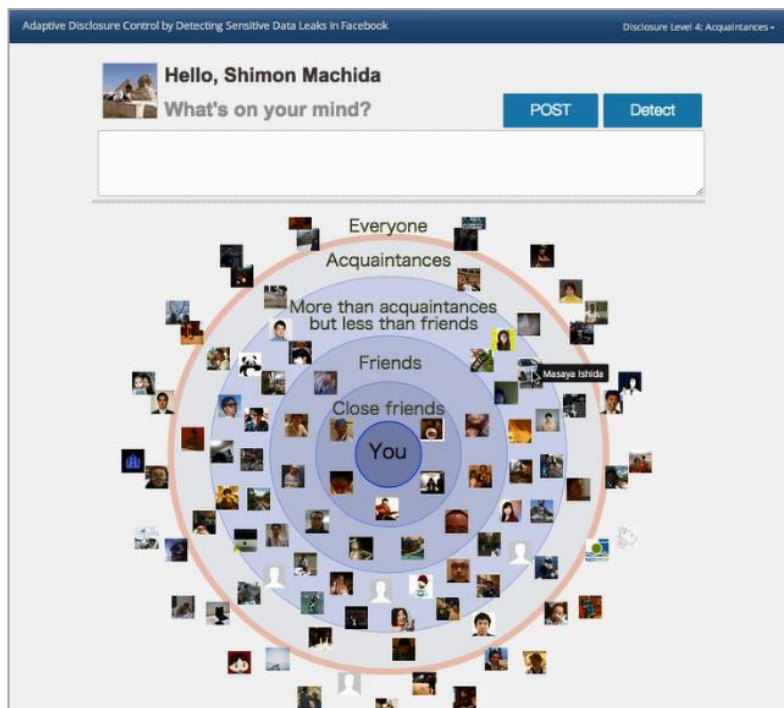 Adaptive Disclosure Control by Detecting Sensitive Data Leaks in Facebook
Disclosure Level 4: Acquaintances
Hello, Shimon Machida
What's on your mind?
POST
Detect
Everyone
Acquaintances
More than acquaintances
but less than friends
Friends
Masaya Ishida
Close friends
You